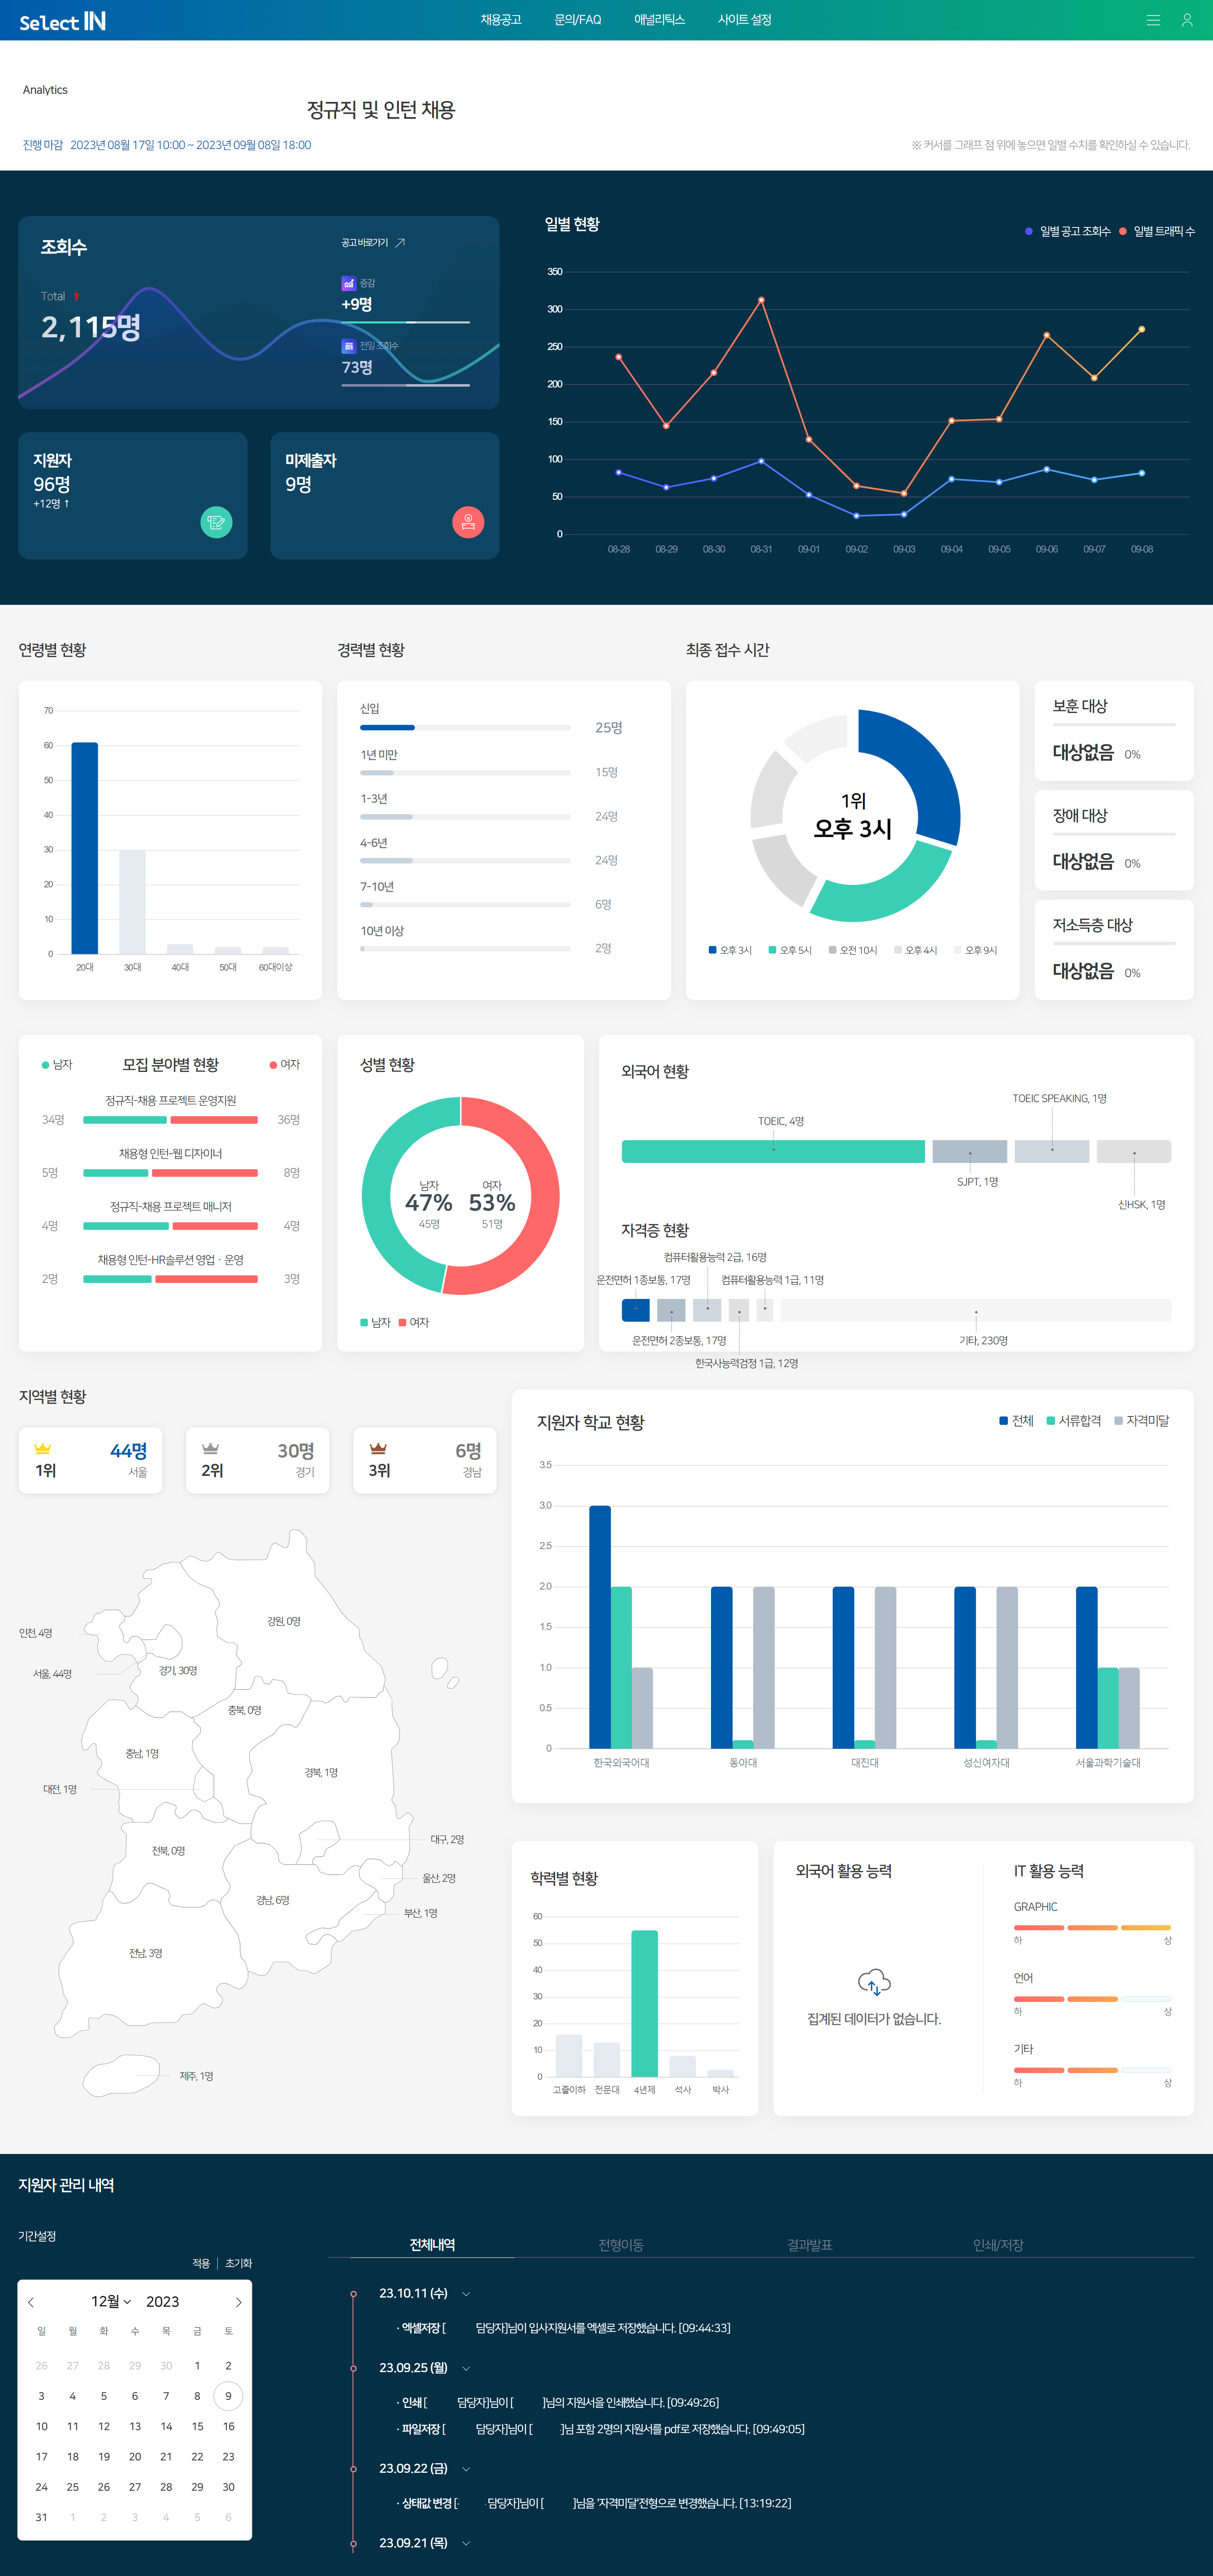 Select IN
채용공고 문의/FAQ 애널리틱스 사이트 설정
Analytics
정규직 및 인턴 채용
진행 마감 2023년 08월 17일 10:00 ~ 2023년 09월 08일 18:00
※ 커서를 그래프 점 위에 놓으면 일별 수치를 확인하실 수 있습니다.
조회수
공고 바로가기
Total
2,115명
증감
+9명
전일 조회수
73명
지원자
96명
+12명 ↑
미제출자
9명
일별 현황
일별 공고 조회수 일별 트래픽 수
350
300
250
200
150
100
50
0
08-28 08-29 08-30 08-31 09-01 09-02 09-03 09-04 09-05 09-06 09-07 09-08
연령별 현황
70
60
50
40
30
20
10
0
20대 30대 40대 50대 60대이상
경력별 현황
신입
25명
1년 미만
15명
1-3년
24명
4-6년
24명
7-10년
6명
10년 이상
2명
최종 접수 시간
1위
오후 3시
오후 3시 오후 5시 오전 10시 오후 4시 오후 9시
보훈 대상
대상없음 0%
장애 대상
대상없음 0%
저소득층 대상
대상없음 0%
남자 모집 분야별 현황 여자
정규직-채용 프로젝트 운영지원
34명 36명
채용형 인턴-웹 디자이너
5명 8명
정규직-채용 프로젝트 매니저
4명 4명
채용형 인턴-HR솔루션 영업 · 운영
2명 3명
성별 현황
남자 여자
47% 53%
45명 51명
남자 여자
외국어 현황
TOEIC SPEAKING, 1명
TOEIC, 4명
SJPT, 1명
신HSK, 1명
자격증 현황
컴퓨터활용능력 2급, 16명
운전면허 1종보통, 17명 컴퓨터활용능력 1급, 11명
운전면허 2종보통, 17명 기타, 230명
한국사능력검정 1급, 12명
지역별 현황
44명
1위 서울
30명
2위 경기
6명
3위 경남
강원, 0명
인천, 4명
서울, 44명
경기, 30명
충북, 0명
충남, 1명
경북, 1명
대전, 1명
대구, 2명
전북, 0명
울산, 2명
경남, 6명
부산, 1명
전남, 3명
제주, 1명
지원자 학교 현황
전체 서류합격 자격미달
3.5
3.0
2.5
2.0
1.5
1.0
0.5
0
한국외국어대 동아대 대진대 성신여자대 서울과학기술대
학력별 현황
60
50
40
30
20
10
0
고졸이하 전문대 4년제 석사 박사
외국어 활용 능력
집계된 데이터가 없습니다.
IT 활용 능력
GRAPHIC
하 상
언어
하 상
기타
하 상
지원자 관리 내역
기간설정
적용 초기화
12월 2023
일 월 화 수 목 금 토
26 27 28 29 30 1 2
3 4 5 6 7 8 9
10 11 12 13 14 15 16
17 18 19 20 21 22 23
24 25 26 27 28 29 30
31 1 2 3 4 5 6
전체내역 전형이동 결과발표 인쇄/저장
23.10.11 (수)
· 엑셀저장 [ 담당자]님이 입사지원서를 엑셀로 저장했습니다. [09:44:33]
23.09.25 (월)
· 인쇄 [ 담당자]님이 [ ]님의 지원서을 인쇄했습니다. [09:49:26]
· 파일저장 [ 담당자]님이 [ ]님 포함 2명의 지원서를 pdf로 저장했습니다. [09:49:05]
23.09.22 (금)
· 상태값 변경 [ 담당자]님이 [ ]님을 '자격미달'전형으로 변경했습니다. [13:19:22]
23.09.21 (목)